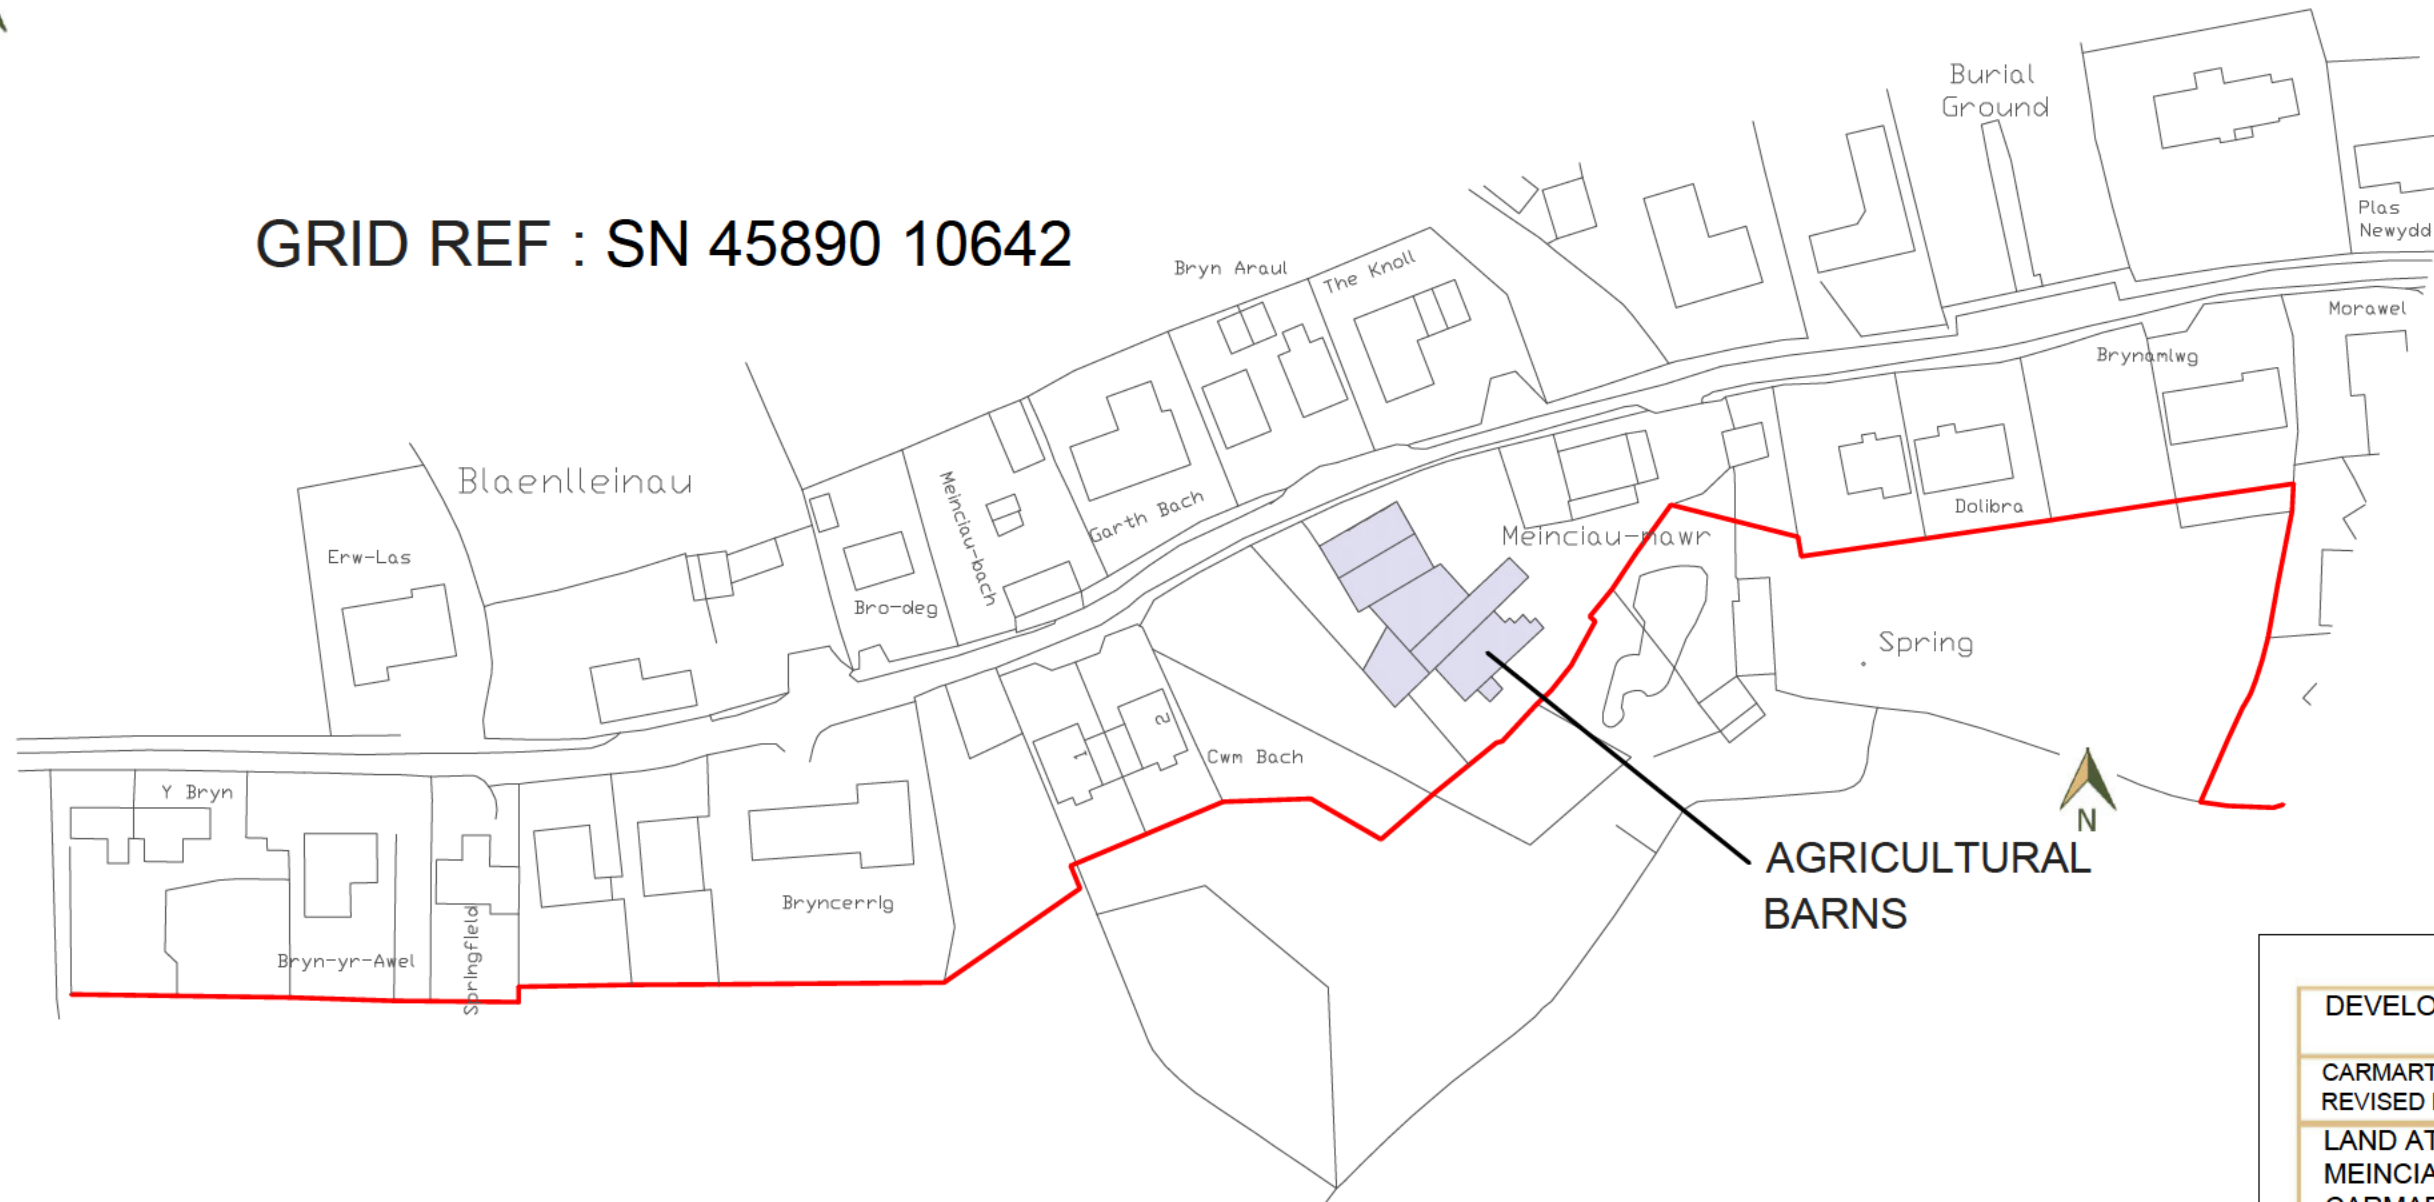 Burial
Ground
GRID REF : SN 45890 10642
Plas
Newydd
Bryn Araul
The Knoll
Morawel
Brynamlwg
Blaenlleinau
Meinciau-bach
Garth Bach
Dolibra
Erw-Las
Meinciau-mawr
Bro-deg
Spring
2
1
Cwm Bach
Y Bryn
N
AGRICULTURAL
BARNS
Bryncerrig
Springfield
Bryn-yr-Awel
DEVELO
CARMART
REVISED
LAND AT
MEINCIA